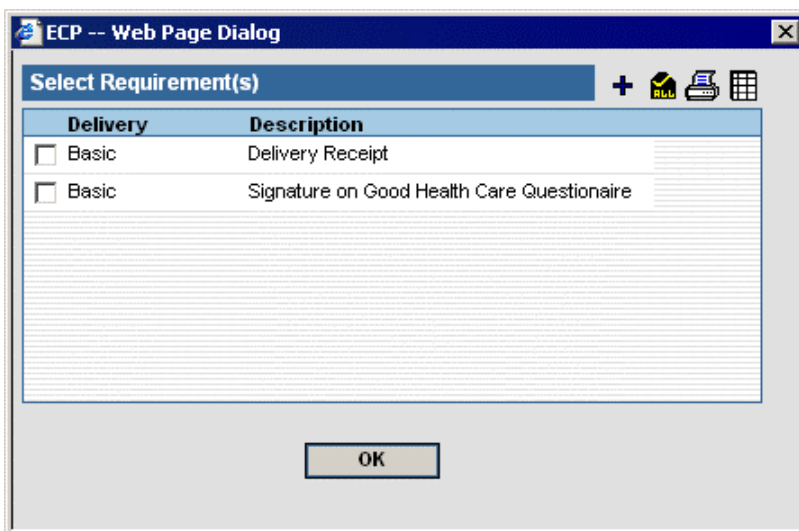 ECP -- Web Page Dialog
Select Requirement(s)
ALL
Delivery Description
Basic Delivery Receipt
Basic Signature on Good Health Care Questionaire
OK